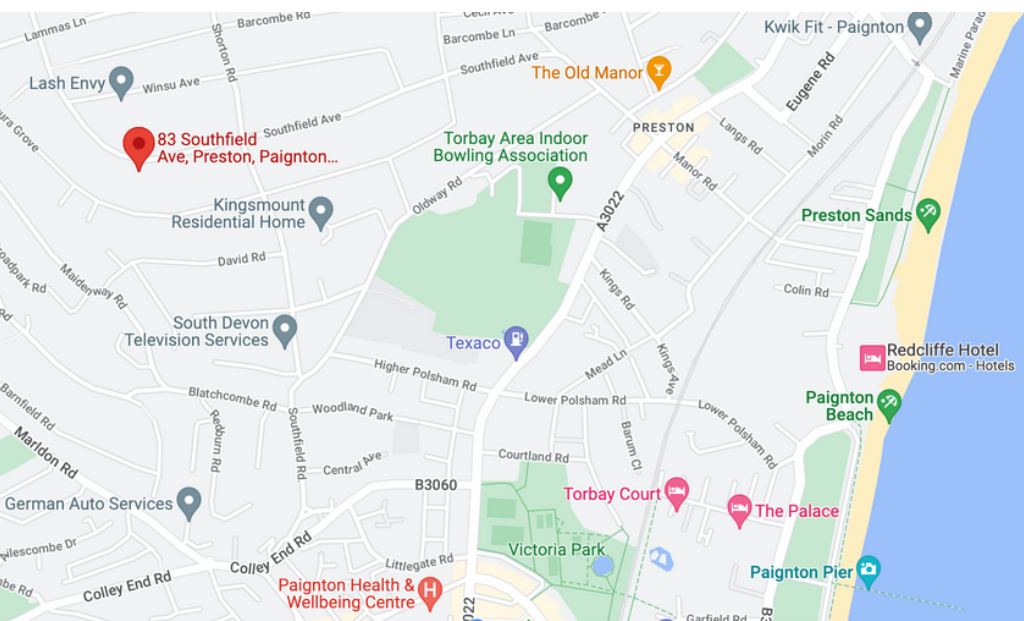 Lammas Ln
Barcombe Rd
Shorton Rd
Barcombe Ln
Barcombe
Kwik Fit - Paignton
Marine Parad
Southfield Ave
The Old Manor
Lash Envy
Winsu Ave
Eugene Rd
Southfield Ave
PRESTON
Langs Rd
Morin Rd
83 Southfield
Ave, Preston, Paignton...
Torbay Area Indoor
Bowling Association
Manor Rd
Oldway Rd
Kingsmount
Residential Home
A3022
Preston Sands
David Rd
Maidenway Rd
Kings Rd
Colin Rd
South Devon
Television Services
Texaco
Mead Ln
Kings Ave
Redcliffe Hotel
Booking.com - Hotels
Higher Polsham Rd
Blatchcombe Rd
Woodland Park
Lower Polsham Rd
Lower Polsham Rd
Paignton
Beach
Barnfield Rd
Redburn Rd
Southfield Rd
Barum Cl
Marldon Rd
Central Ave
Courtland Rd
B3060
Torbay Court
The Palace
German Auto Services
Victoria Park
Colley End Rd
Colley End Rd
Littlegate Rd
Paignton Pier
Paignton Health &
Wellbeing Centre
022
Garfield Rd
B3